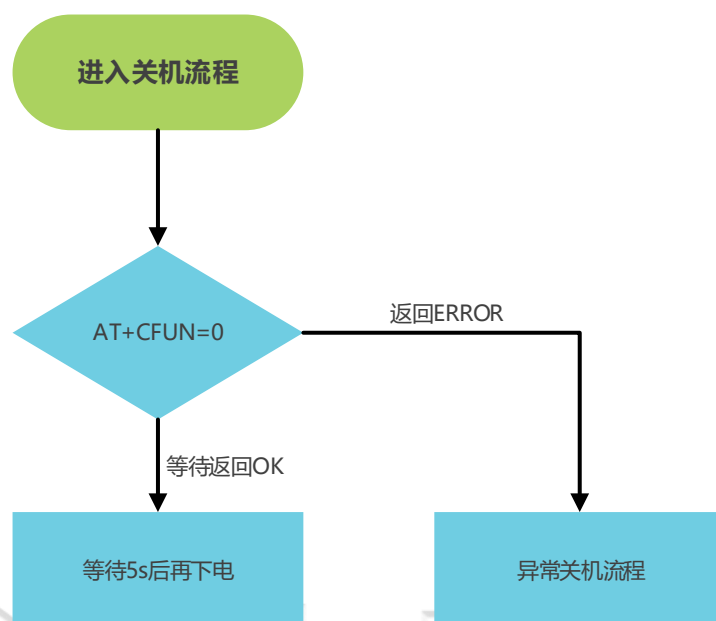 进入关机流程
AT+CFUN=0
返回ERROR
等待返回OK
等待5s后再下电
异常关机流程